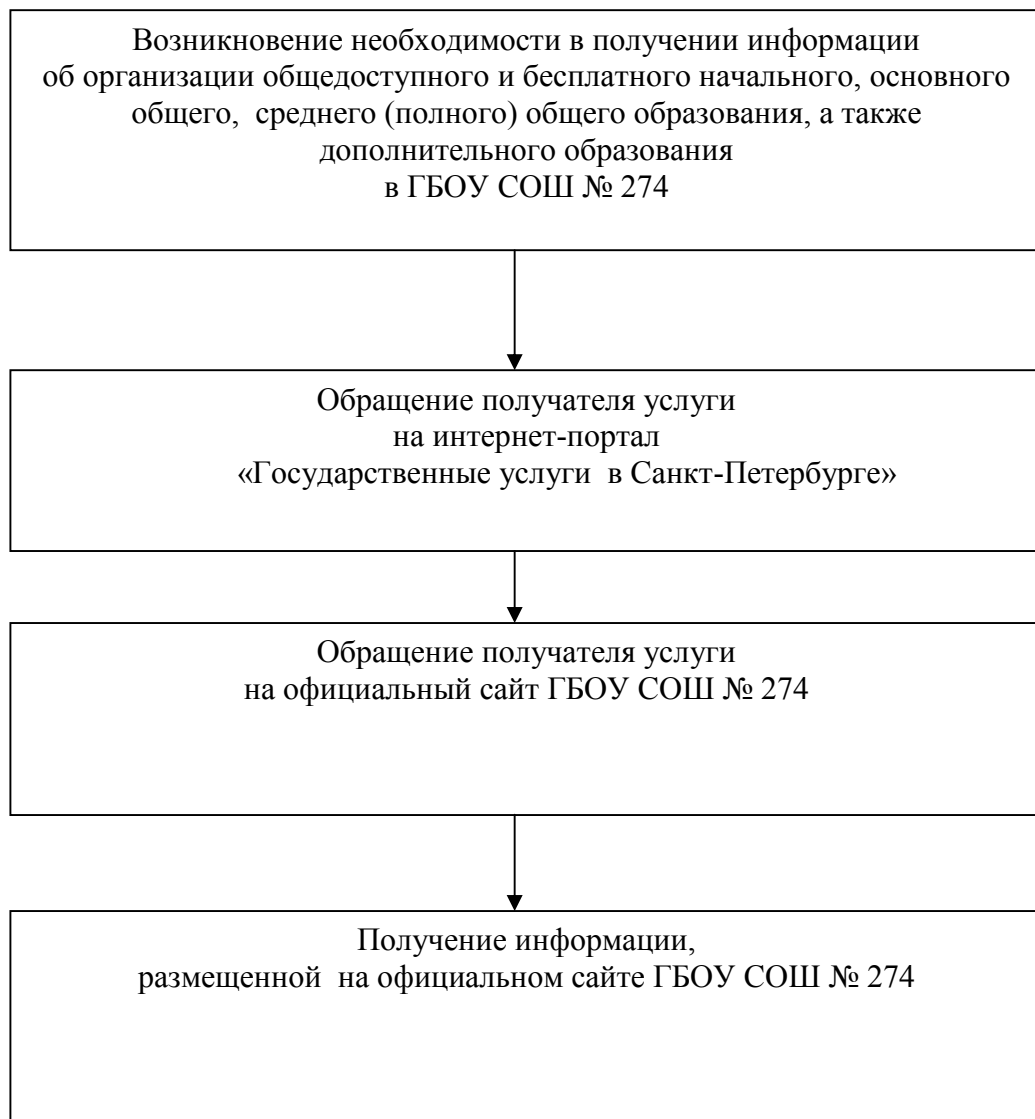 Возникновение необходимости в получении информации
об организации общедоступного и бесплатного начального, основного
общего, среднего (полного) общего образования, а также
дополнительного образования
в ГБОУ СОШ № 274
Обращение получателя услуги
на интернет-портал
«Государственные услуги в Санкт-Петербурге»
Обращение получателя услуги
на официальный сайт ГБОУ СОШ № 274
Получение информации,
размещенной на официальном сайте ГБОУ СОШ № 274